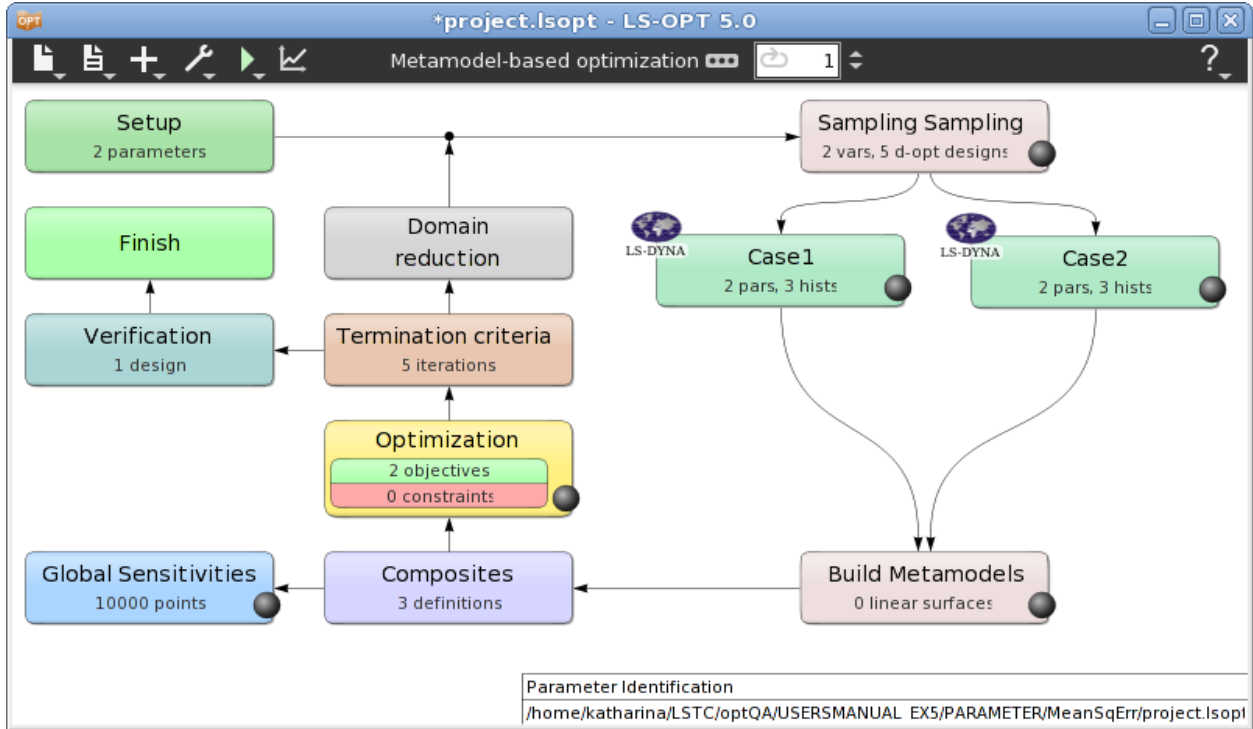 OPT
*project.lsopt - LS-OPT 5.0
Metamodel-based optimization
1
?
Setup
2 parameters
Sampling Sampling
2 vars, 5 d-opt designs
Finish
Domain
reduction
LS-DYNA
Case1
2 pars, 3 hists
LS-DYNA
Case2
2 pars, 3 hists
Verification
1 design
Termination criteria
5 iterations
Optimization
2 objectives
0 constraints
Global Sensitivities
10000 points
Composites
3 definitions
Build Metamodels
0 linear surfaces
Parameter Identification
/home/katharina/LSTC/optQA/USERSMANUAL_EX5/PARAMETER/MeanSqErr/project.lsopt